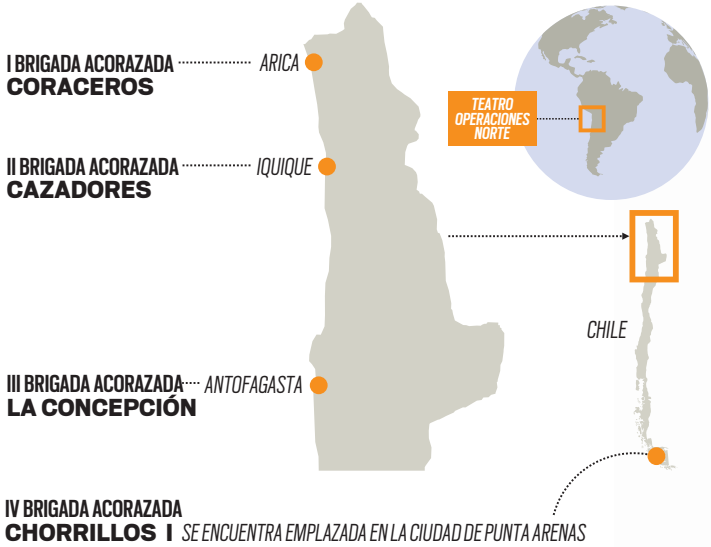 I BRIGADA ACORAZADA
CORACEROS
ARICA
II BRIGADA ACORAZADA
CAZADORES
IQUIQUE
III BRIGADA ACORAZADA
LA CONCEPCIÓN
ANTOFAGASTA
TEATRO
OPERACIONES
NORTE
CHILE
IV BRIGADA ACORAZADA
CHORRILLOS I SE ENCUENTRA EMPLAZADA EN LA CIUDAD DE PUNTA ARENAS